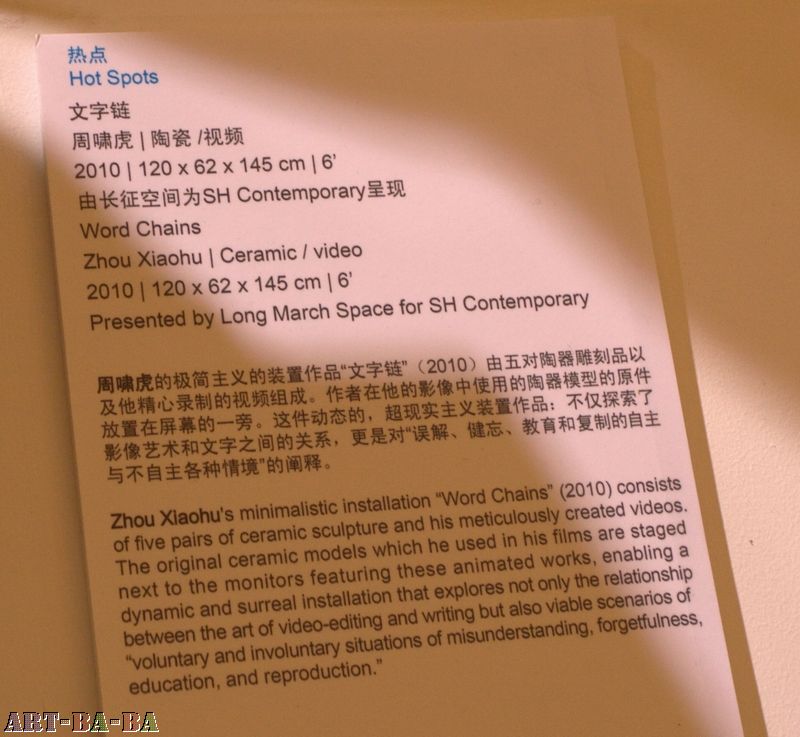 热点
Hot Spots
文字链
周啸虎 | 陶瓷 /视频
2010 | 120 x 62 x 145 cm | 6’
由长征空间为SH Contemporary呈现
Word Chains
Zhou Xiaohu | Ceramic / video
2010 | 120 x 62 x 145 cm | 6’
Presented by Long March Space for SH Contemporary
周啸虎的极简主义的装置作品“文字链”（2010）由五对陶器雕刻品以
及他精心录制的视频组成。作者在他的影像中使用的陶器模型的原件
放置在屏幕的一旁。这件动态的，超现实主义装置作品：不仅探索了
影像艺术和文字之间的关系，更是对“误解、健忘、教育和复制的自主
与不自主各种情境”的阐释。
Zhou Xiaohu's minimalistic installation “Word Chains” (2010) consists
of five pairs of ceramic sculpture and his meticulously created videos.
The original ceramic models which he used in his films are staged
next to the monitors featuring these animated works, enabling a
dynamic and surreal installation that explores not only the relationship
between the art of video-editing and writing but also viable scenarios of
“voluntary and involuntary situations of misunderstanding, forgetfulness,
education, and reproduction.”
ART-BA-BA